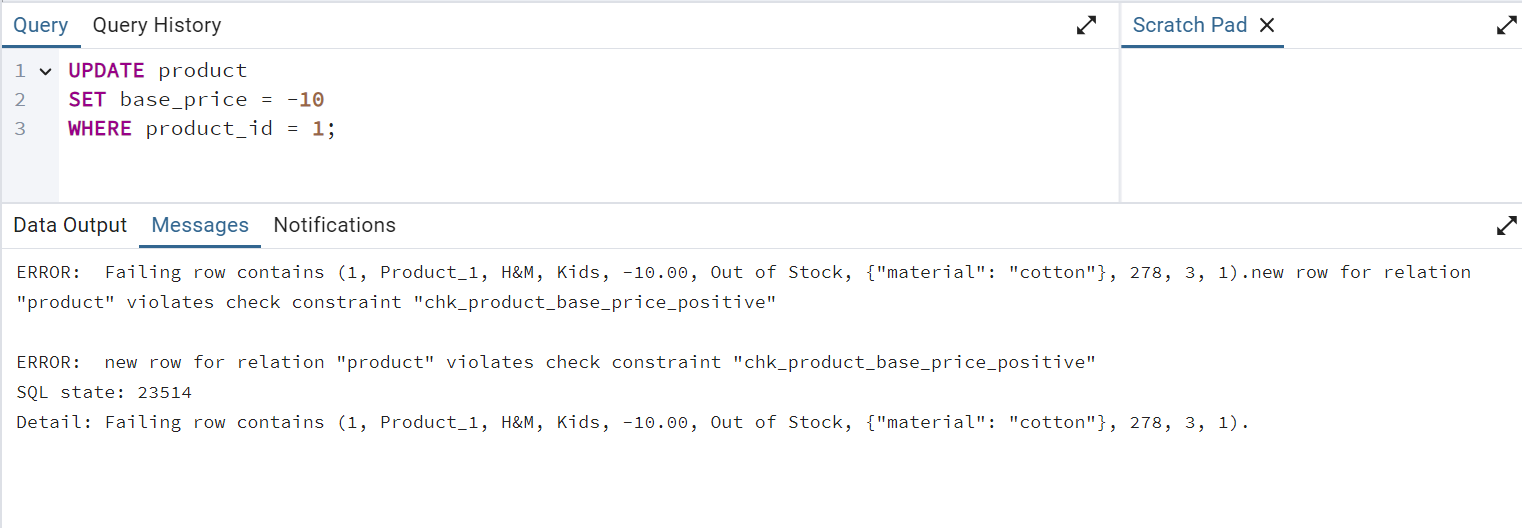 Query Query History Scratch Pad
1 UPDATE product
2 SET base_price = -10
3 WHERE product_id = 1;
Data Output Messages Notifications
ERROR:  Failing row contains (1, Product_1, H&M, Kids, -10.00, Out of Stock, {"material": "cotton"}, 278, 3, 1).new row for relation
"product" violates check constraint "chk_product_base_price_positive"
ERROR:  new row for relation "product" violates check constraint "chk_product_base_price_positive"
SQL state: 23514
Detail: Failing row contains (1, Product_1, H&M, Kids, -10.00, Out of Stock, {"material": "cotton"}, 278, 3, 1).